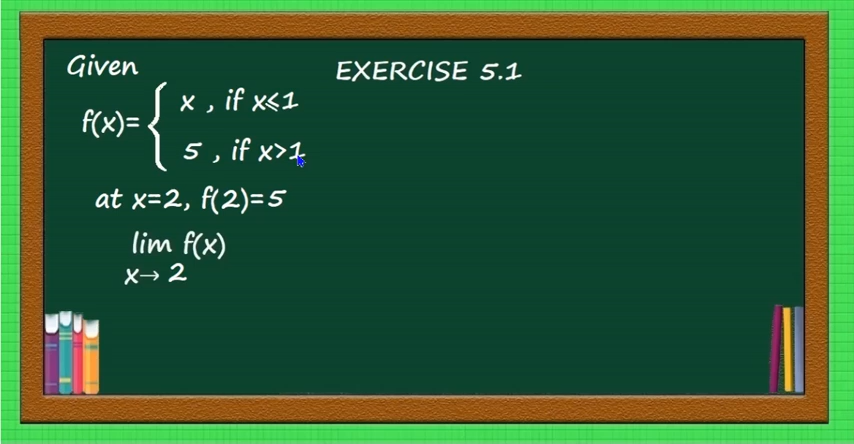 Given
EXERCISE 5.1
f(x)= { x , if x⩽1
5 , if x>1
at x=2, f(2)=5
lim f(x)
x→ 2